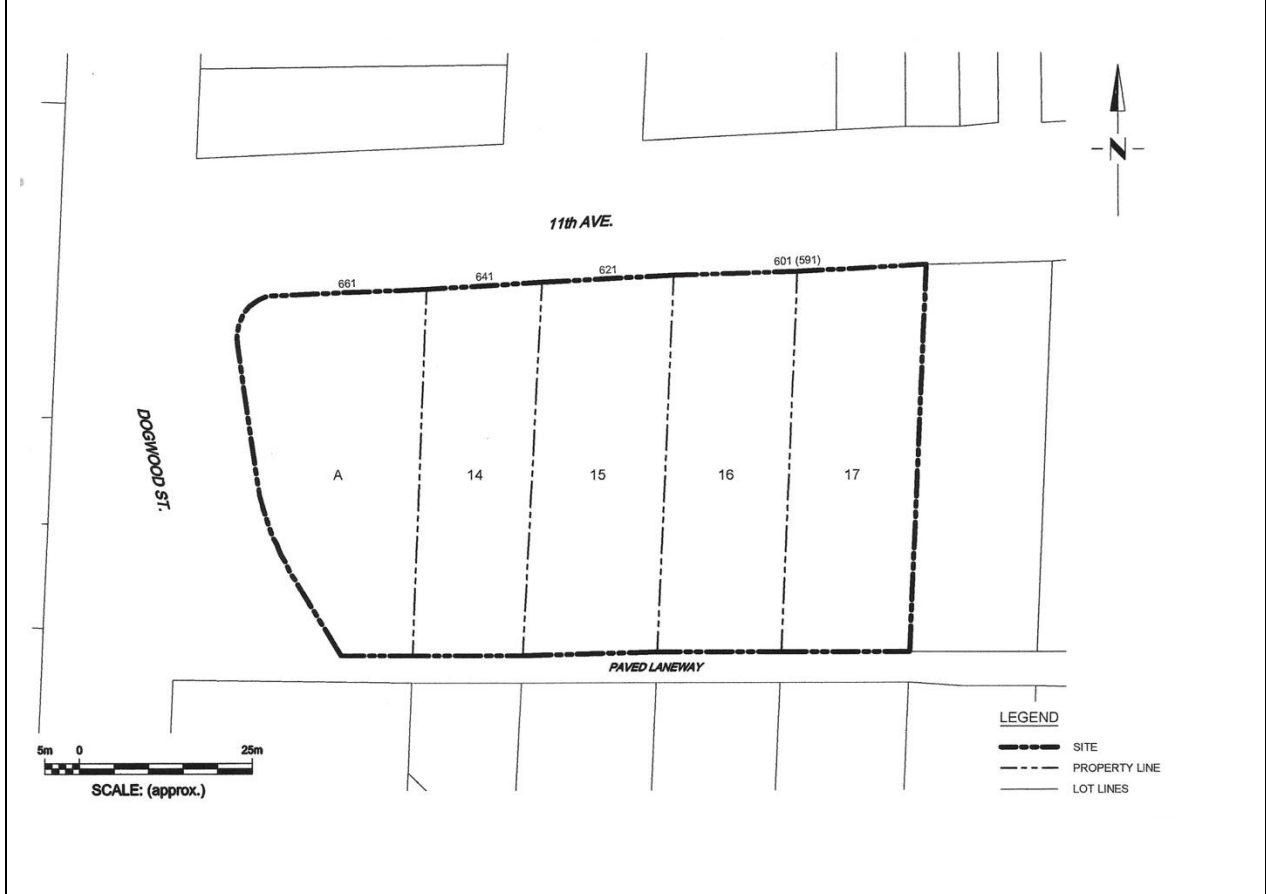 N
11th AVE.
661
641
621
601 (591)
DOGWOOD ST.
A
14
15
16
17
PAVED LANEWAY
5m 0 25m
SCALE: (approx.)
LEGEND
SITE
PROPERTY LINE
LOT LINES